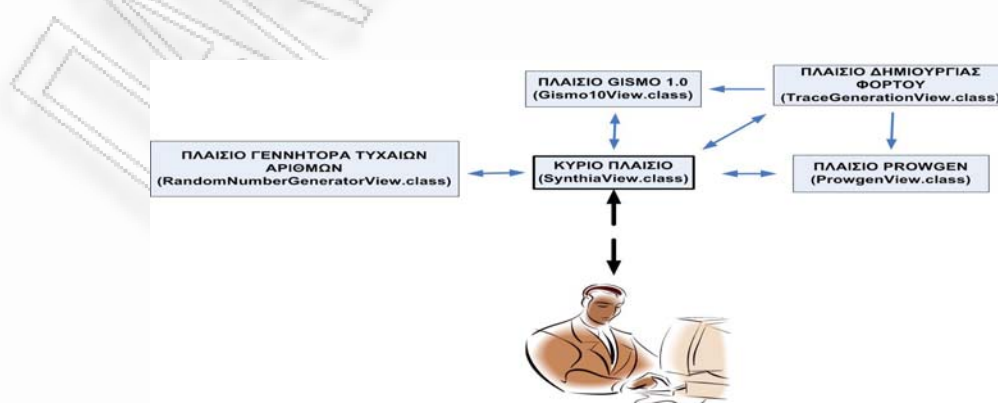 ΠΛΑΙΣΙΟ GISMO 1.0
(Gismo10View.class)
ΠΛΑΙΣΙΟ ΔΗΜΙΟΥΡΓΙΑΣ
ΦΟΡΤΟΥ
(TraceGenerationView.class)
ΠΛΑΙΣΙΟ ΓΕΝΝΗΤΟΡΑ ΤΥΧΑΙΩΝ
ΑΡΙΘΜΩΝ
(RandomNumberGeneratorView.class)
ΚΥΡΙΟ ΠΛΑΙΣΙΟ
(SynthiaView.class)
ΠΛΑΙΣΙΟ PROWGEN
(ProwgenView.class)